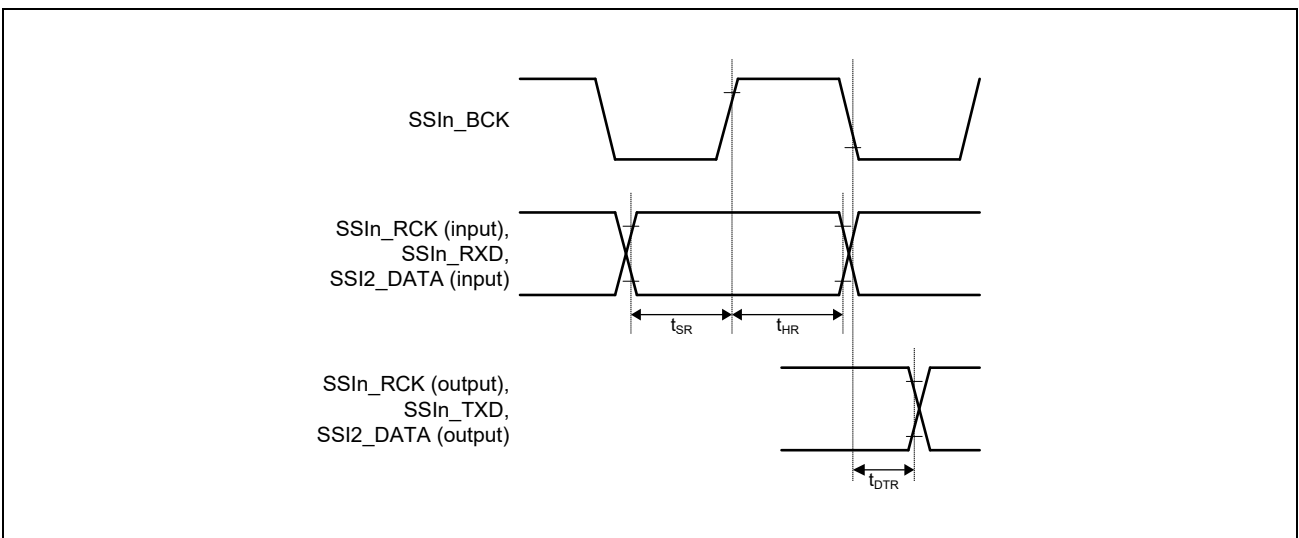 SSIn_BCK
SSIn_RCK (input),
SSIn_RXD,
SSI2_DATA (input)
tSR
tHR
SSIn_RCK (output),
SSIn_TXD,
SSI2_DATA (output)
tDTR